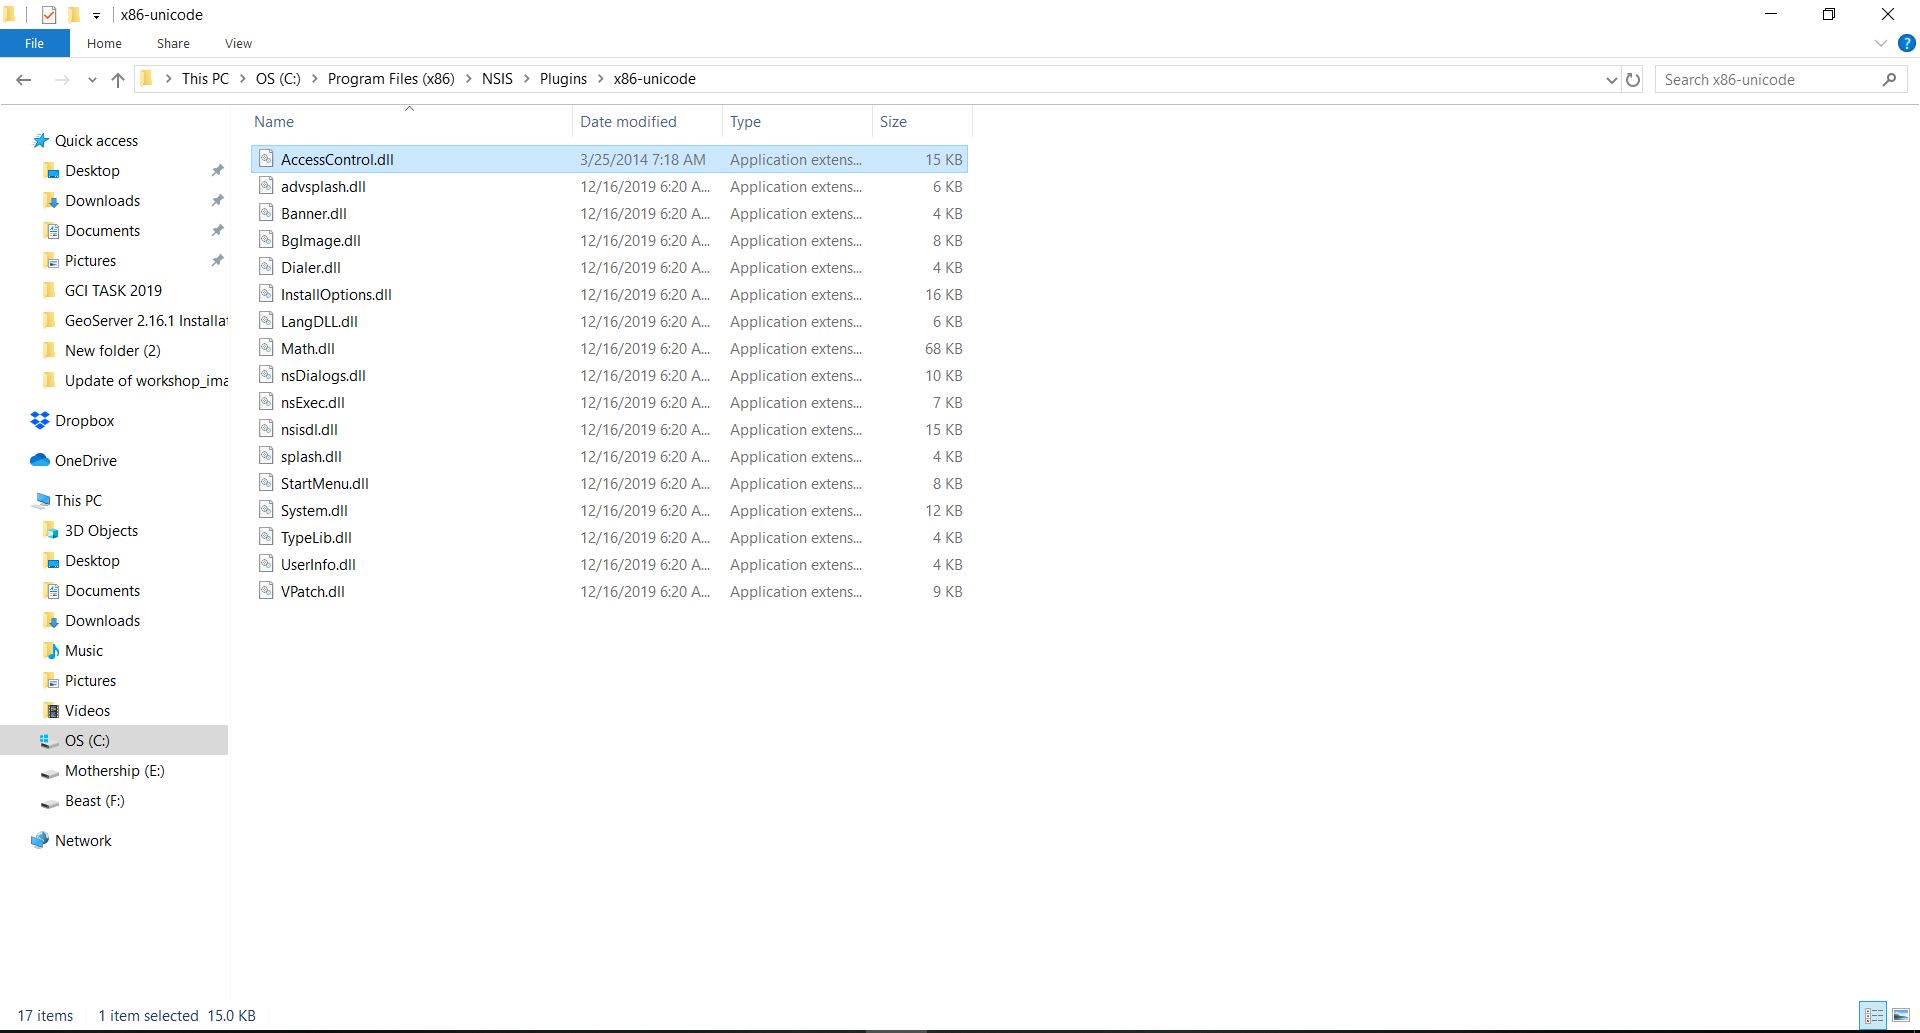 x86-unicode
File Home Share View
This PC OS (C:) Program Files (x86) NSIS Plugins x86-unicode
Search x86-unicode
Quick access
Desktop
Downloads
Documents
Pictures
GCI TASK 2019
GeoServer 2.16.1 Installat
New folder (2)
Update of workshop_ima
Dropbox
OneDrive
This PC
3D Objects
Desktop
Documents
Downloads
Music
Pictures
Videos
OS (C:)
Mothership (E:)
Beast (F:)
Network
Name Date modified Type Size
AccessControl.dll 3/25/2014 7:18 AM Application extens... 15 KB
advsplash.dll 12/16/2019 6:20 A... Application extens... 6 KB
Banner.dll 12/16/2019 6:20 A... Application extens... 4 KB
BgImage.dll 12/16/2019 6:20 A... Application extens... 8 KB
Dialer.dll 12/16/2019 6:20 A... Application extens... 4 KB
InstallOptions.dll 12/16/2019 6:20 A... Application extens... 16 KB
LangDLL.dll 12/16/2019 6:20 A... Application extens... 6 KB
Math.dll 12/16/2019 6:20 A... Application extens... 68 KB
nsDialogs.dll 12/16/2019 6:20 A... Application extens... 10 KB
nsExec.dll 12/16/2019 6:20 A... Application extens... 7 KB
nsisdl.dll 12/16/2019 6:20 A... Application extens... 15 KB
splash.dll 12/16/2019 6:20 A... Application extens... 4 KB
StartMenu.dll 12/16/2019 6:20 A... Application extens... 8 KB
System.dll 12/16/2019 6:20 A... Application extens... 12 KB
TypeLib.dll 12/16/2019 6:20 A... Application extens... 4 KB
UserInfo.dll 12/16/2019 6:20 A... Application extens... 4 KB
VPatch.dll 12/16/2019 6:20 A... Application extens... 9 KB
17 items 1 item selected 15.0 KB